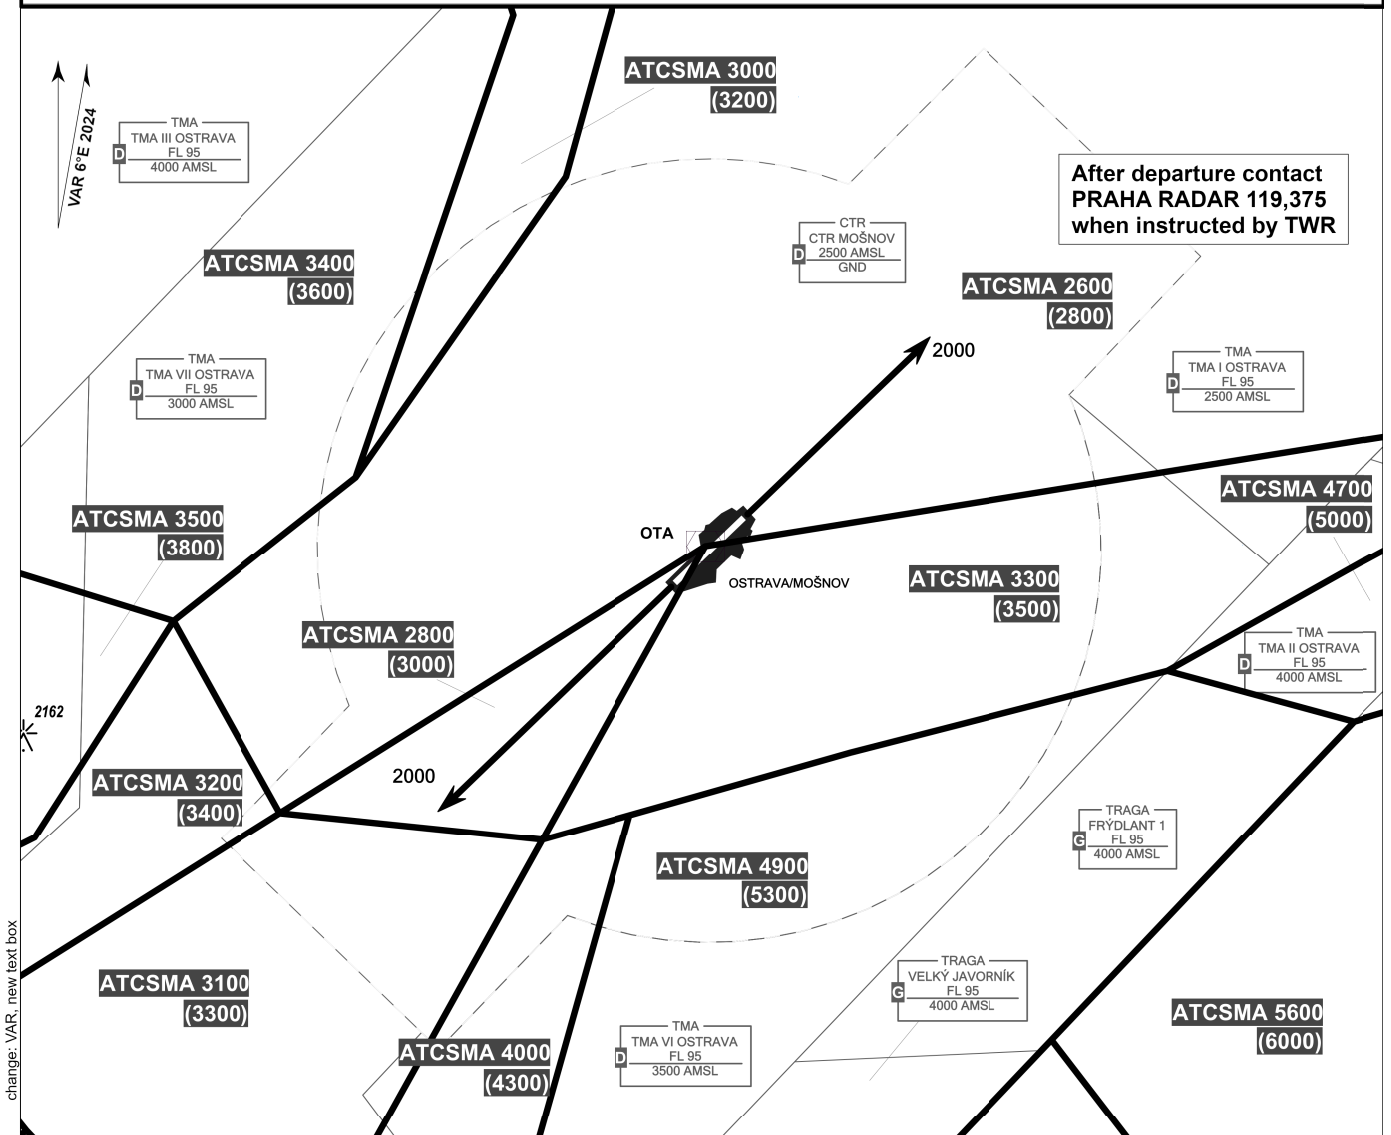 ATCSMA 3000
(3200)
VAR 6°E 2024
TMA
TMA III OSTRAVA
D
FL 95
4000 AMSL
After departure contact
PRAHA RADAR 119,375
when instructed by TWR
CTR
CTR MOŠNOV
D
2500 AMSL
GND
ATCSMA 3400
(3600)
ATCSMA 2600
(2800)
2000
TMA
TMA VII OSTRAVA
D
FL 95
3000 AMSL
TMA
TMA I OSTRAVA
D
FL 95
2500 AMSL
ATCSMA 3500
(3800)
ATCSMA 4700
(5000)
OTA
OSTRAVA/MOŠNOV
ATCSMA 3300
(3500)
ATCSMA 2800
(3000)
TMA
TMA II OSTRAVA
D
FL 95
4000 AMSL
2162
2000
ATCSMA 3200
(3400)
TRAGA
FRÝDLANT 1
G
FL 95
4000 AMSL
ATCSMA 4900
(5300)
ATCSMA 3100
(3300)
TRAGA
VELKÝ JAVORNÍK
G
FL 95
4000 AMSL
ATCSMA 5600
(6000)
ATCSMA 4000
(4300)
TMA
TMA VI OSTRAVA
D
FL 95
3500 AMSL
change: VAR, new text box